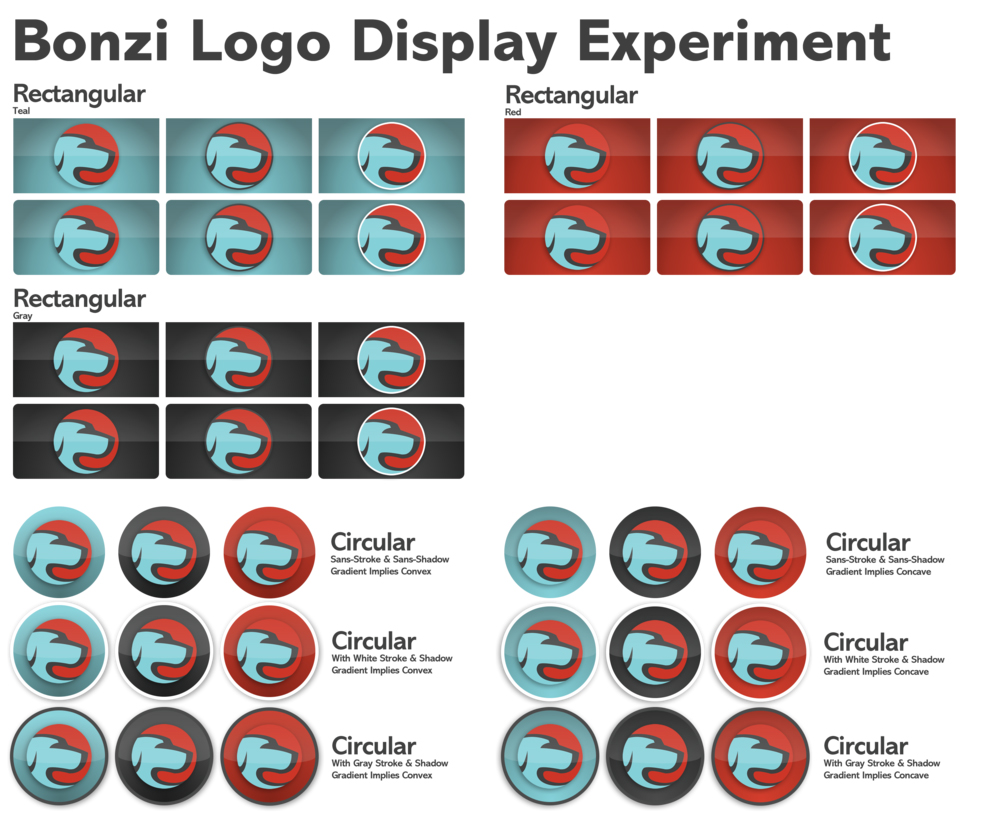 Bonzi Logo Display Experiment
Rectangular
Teal
Rectangular
Red
Rectangular
Gray
Circular
Sans-Stroke & Sans-Shadow
Gradient Implies Convex
Circular
Sans-Stroke & Sans-Shadow
Gradient Implies Concave
Circular
With White Stroke & Shadow
Gradient Implies Convex
Circular
With White Stroke & Shadow
Gradient Implies Concave
Circular
With Gray Stroke & Shadow
Gradient Implies Convex
Circular
With Gray Stroke & Shadow
Gradient Implies Concave